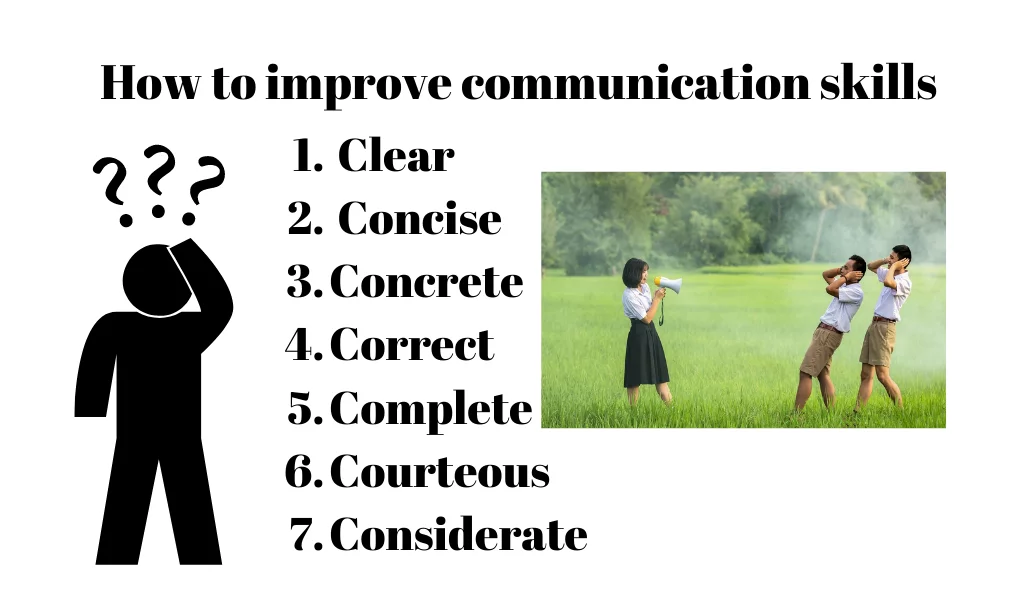 How to improve communication skills
? ? ?
1. Clear
2. Concise
3. Concrete
4. Correct
5. Complete
6. Courteous
7. Considerate